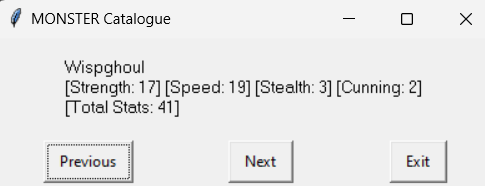 MONSTER Catalogue
Wispghoul
[Strength: 17] [Speed: 19] [Stealth: 3] [Cunning: 2]
[Total Stats: 41]
Previous Next Exit